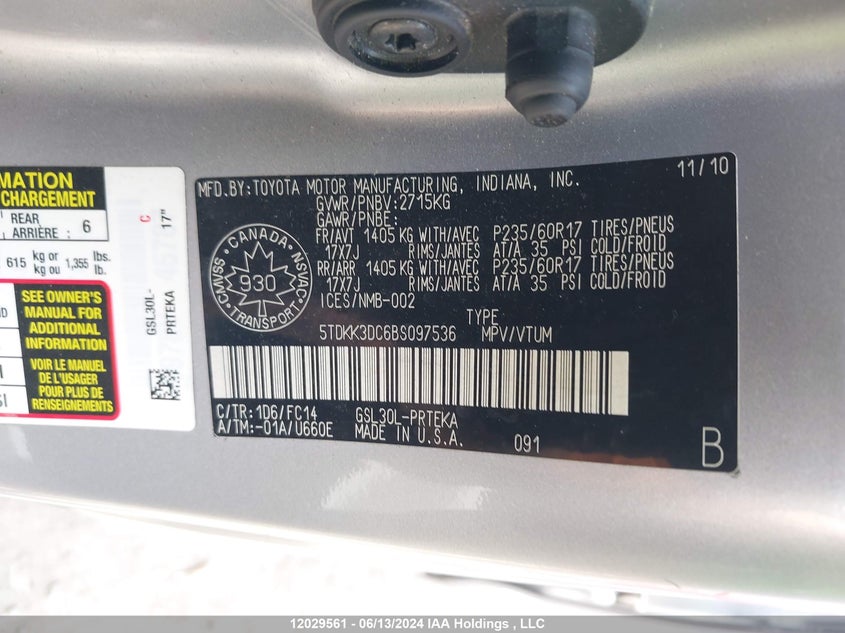 MATION
CHARGEMENT
REAR
ARRIÈRE : 6
615 kg or kg ou 1,355 lbs. lb.
SEE OWNER'S
MANUAL FOR
ADDITIONAL
INFORMATION
VOIR LE MANUEL
DE L'USAGER
POUR PLUS DE
RENSEIGNEMENTS
C
17"
GSL30L-
PRTEKA
11/10
MFD.BY:TOYOTA MOTOR MANUFACTURING, INDIANA, INC.
GVWR/PNBV:2715KG
GAWR/PNBE:
FR/AVT 1405 KG WITH/AVEC P235/60R17 TIRES/PNEUS
17X7J RIMS/JANTES AT/A 35 PSI COLD/FROID
RR/ARR 1405 KG WITH/AVEC P235/60R17 TIRES/PNEUS
17X7J RIMS/JANTES AT/A 35 PSI COLD/FROID
ICES/NMB-002
CANADA
CMVSS 930 NSVAC
TRANSPORT
TYPE
5TDKK3DC6BS097536 MPV/VTUM
C/TR:1D6/FC14 GSL30L-PRTEKA
A/TM:-01A/U660E MADE IN U.S.A.
091
B
12029561 - 06/13/2024 IAA Holdings , LLC